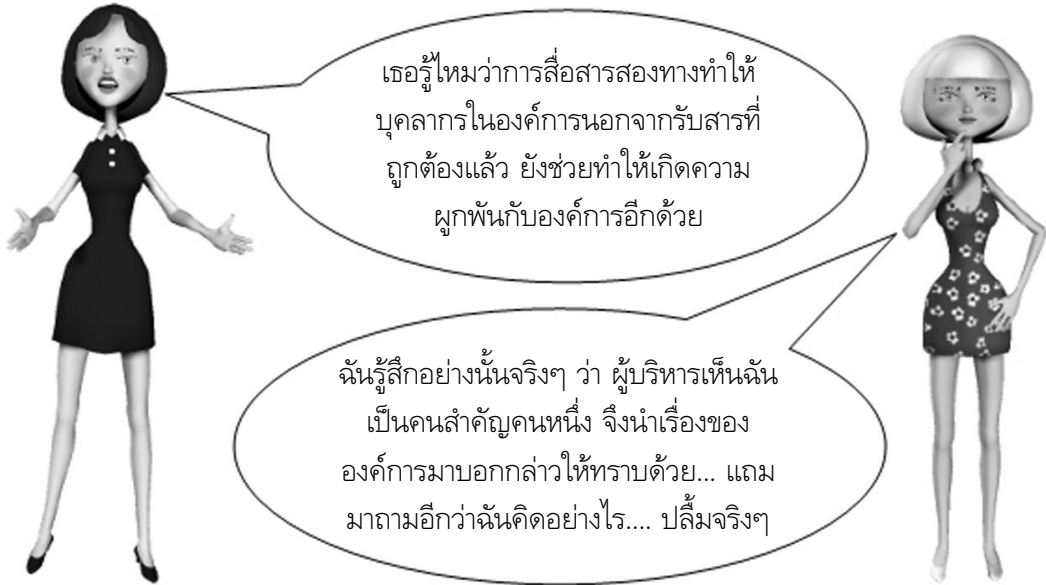 เธอรู้ไหมว่าการสื่อสารสองทางทำให้
บุคลากรในองค์การนอกจากรับสารที่
ถูกต้องแล้ว ยังช่วยทำให้เกิดความ
ผูกพันกับองค์การอีกด้วย
ฉันรู้สึกอย่างนั้นจริงๆ ว่า ผู้บริหารเห็นฉัน
เป็นคนสำคัญคนหนึ่ง จึงนำเรื่องของ
องค์การมาบอกกล่าวให้ทราบด้วย... แถม
มาถามอีกว่าฉันคิดอย่างไร.... ปลื้มจริงๆ